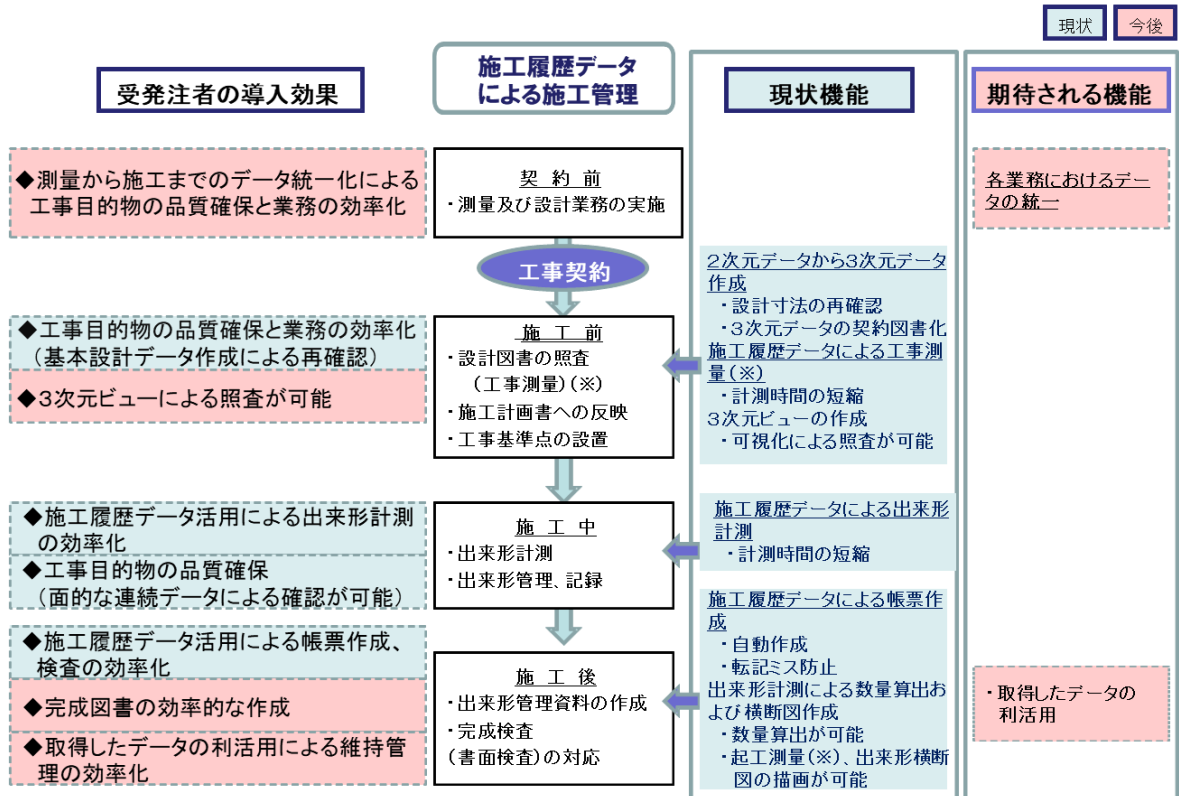 現状
今後
受発注者の導入効果
施工履歴データ
による施工管理
現状機能
期待される機能
◆測量から施工までのデータ統一化による
工事目的物の品質確保と業務の効率化
契 約 前
・測量及び設計業務の実施
各業務におけるデー
タの統一
工事契約
◆工事目的物の品質確保と業務の効率化
（基本設計データ作成による再確認）
◆３次元ビューによる照査が可能
施 工 前
・設計図書の照査
（工事測量）(※)
・施工計画書への反映
・工事基準点の設置
２次元データから３次元データ
作成
・設計寸法の再確認
・３次元データの契約図書化
施工履歴データによる工事測
量(※)
・計測時間の短縮
３次元ビューの作成
・可視化による照査が可能
◆施工履歴データ活用による出来形計測
の効率化
◆工事目的物の品質確保
（面的な連続データによる確認が可能）
施 工 中
・出来形計測
・出来形管理、記録
施工履歴データによる出来形
計測
・計測時間の短縮
◆施工履歴データ活用による帳票作成、
検査の効率化
◆完成図書の効率的な作成
◆取得したデータの利活用による維持管
理の効率化
施 工 後
・出来形管理資料の作成
・完成検査
（書面検査）の対応
施工履歴データによる帳票作
成
・自動作成
・転記ミス防止
出来形計測による数量算出お
よび横断図作成
・数量算出が可能
・起工測量(※)、出来形横断
図の描画が可能
・取得したデータの
利活用